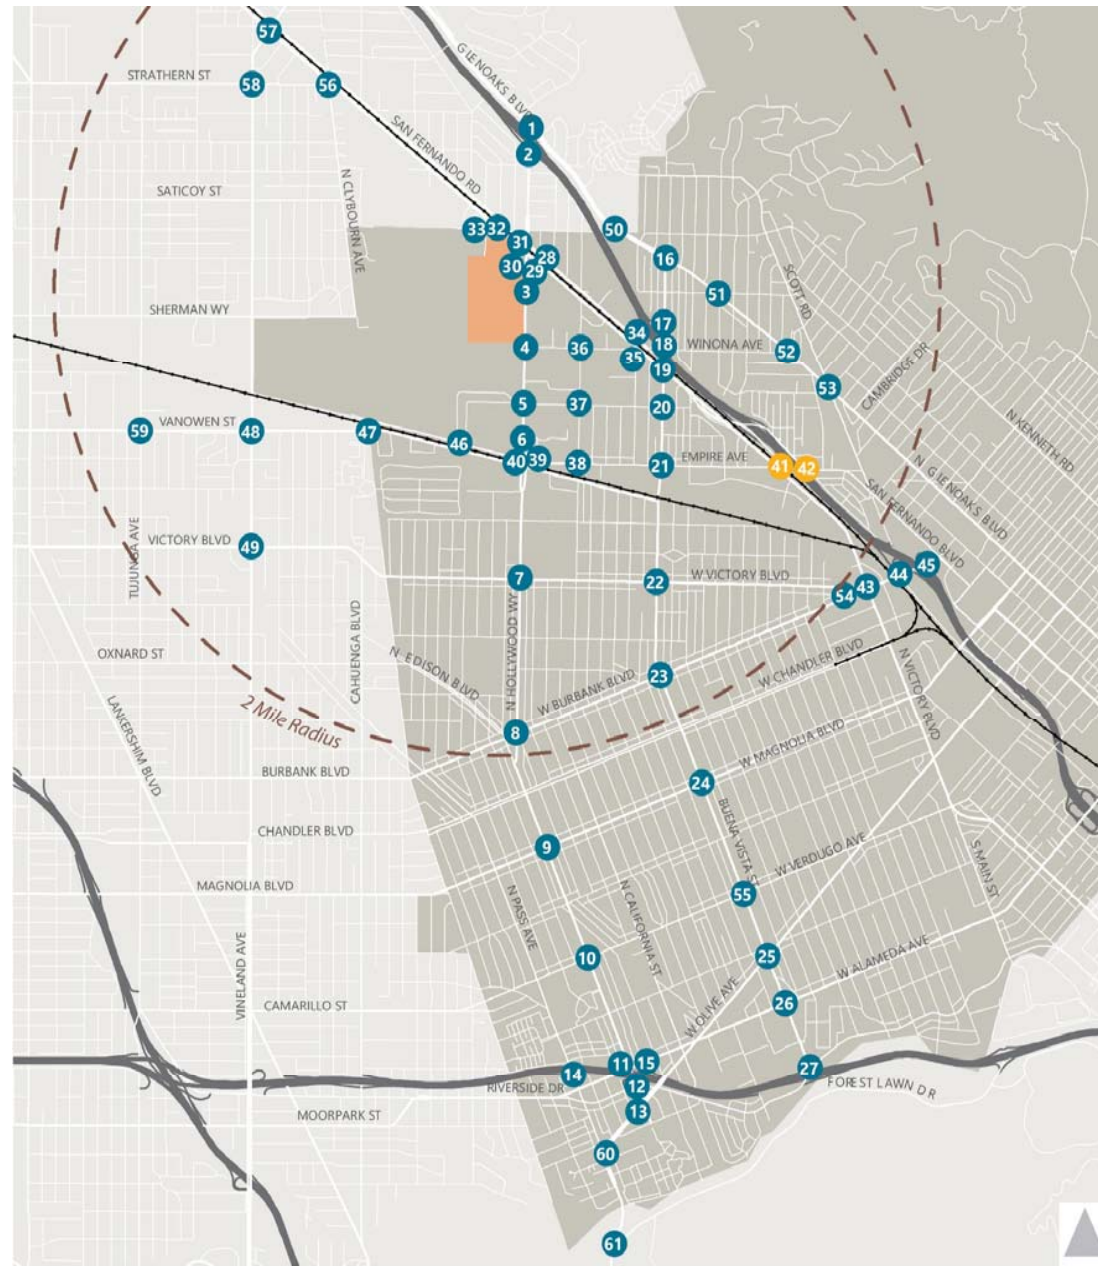 57
GLENOAKS BLVD
STRATHERN ST
58
56
1
SAN FERNANDO RD
2
N CLYBOURN AVE
SATICOY ST
33
32
50
31
28
16
30
29
SCOTT RD
3
51
SHERMAN WY
17
34
4
36
18
WINONA AVE
52
35
19
CAMBRIDGE DR
53
5
37
20
N KENNETH RD
VANOWEN ST
59
48
47
46
6
40
39
38
21
EMPIRE AVE
41
42
N GLENOAKS BLVD
SAN FERNANDO BLVD
TUJUNGA AVE
VICTORY BLVD
49
45
44
7
22
W VICTORY BLVD
43
54
CAHUENGA BLVD
N HOLLYWOOD WY
OXNARD ST
N EDISON BLVD
W CHANDLER BLVD
23
W BURBANK BLVD
N VICTORY BLVD
2 Mile Radius
8
LANKERSHIM BLVD
W MAGNOLIA BLVD
BURBANK BLVD
24
CHANDLER BLVD
BUENA VISTA ST
9
W VERDUGO AVE
S MAIN ST
MAGNOLIA BLVD
55
N PASS AVE
N CALIFORNIA ST
10
25
W ALAMEDA AVE
VINELAND AVE
CAMARILLO ST
W OLIVE AVE
26
11
15
14
27
RIVERSIDE DR
12
FOREST LAWN DR
MOORPARK ST
13
60
61